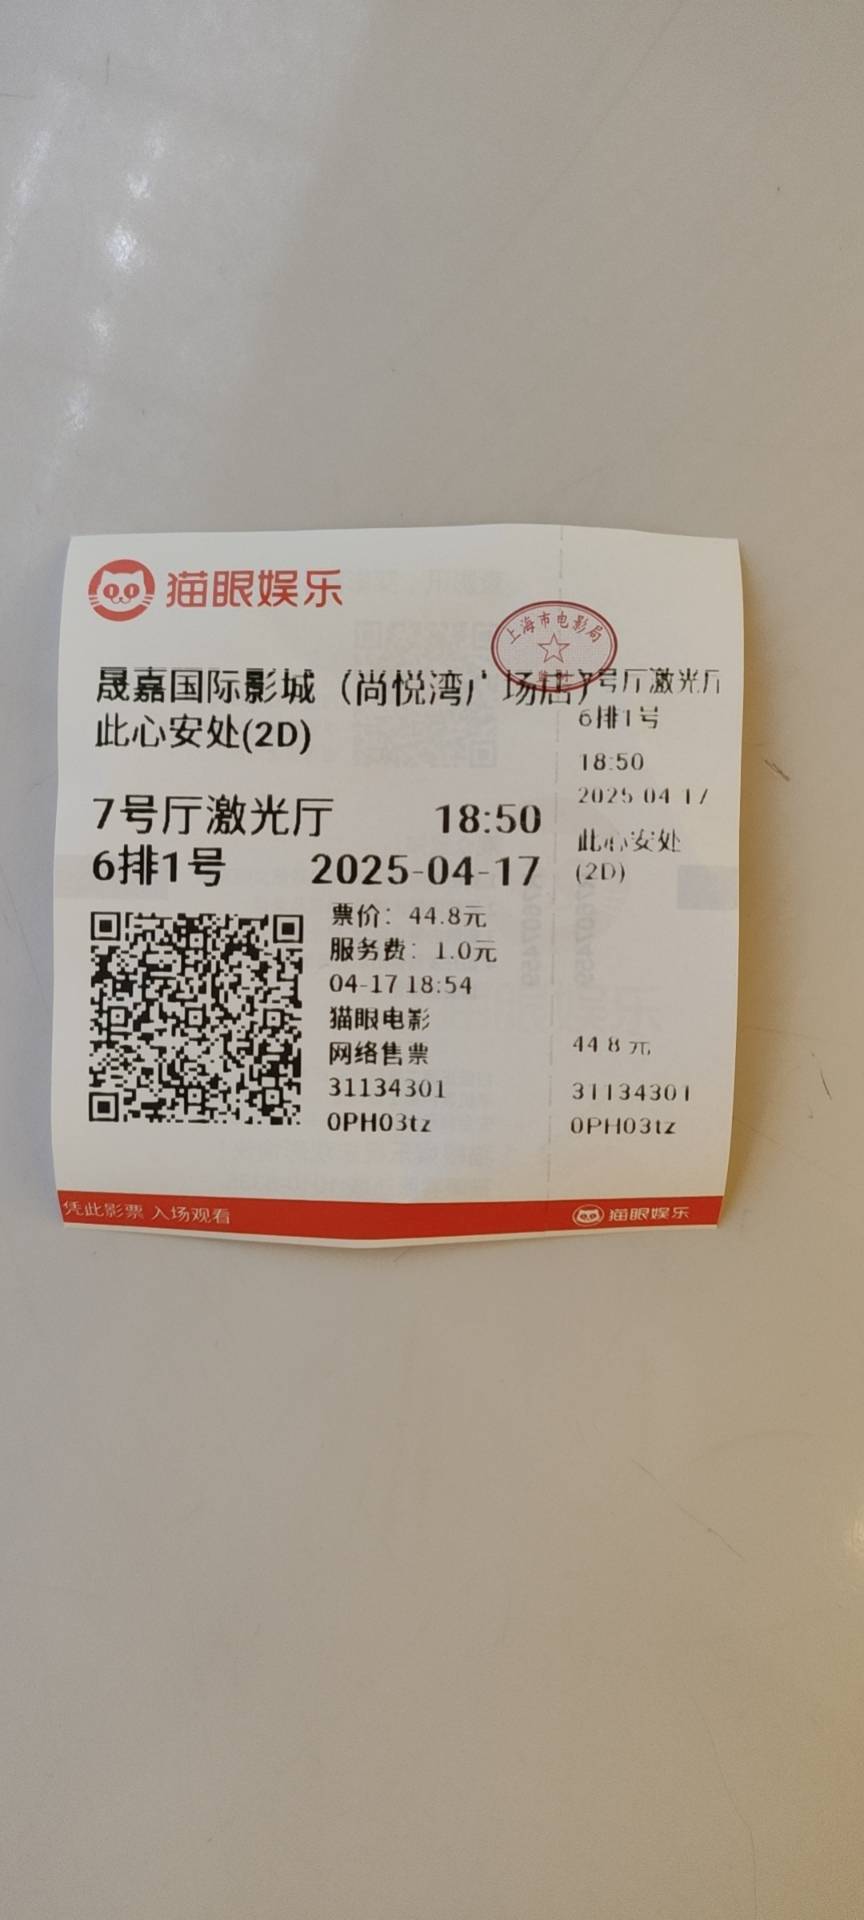 猫眼娱乐
上海市电影局
晟嘉国际影城（尚悦湾广场店）
此心安处(2D)
7号厅激光厅 18:50
6排1号 2025-04-17
票价：44.8元
服务费：1.0元
04-17 18:54
猫眼电影
网络售票
31134301
0PH03tz
7号厅激光厅
6排1号
18:50
2025 04 17
此心安处
(2D)
44 8 元
31134301
0PH03tz
凭此影票 入场观看
猫眼娱乐